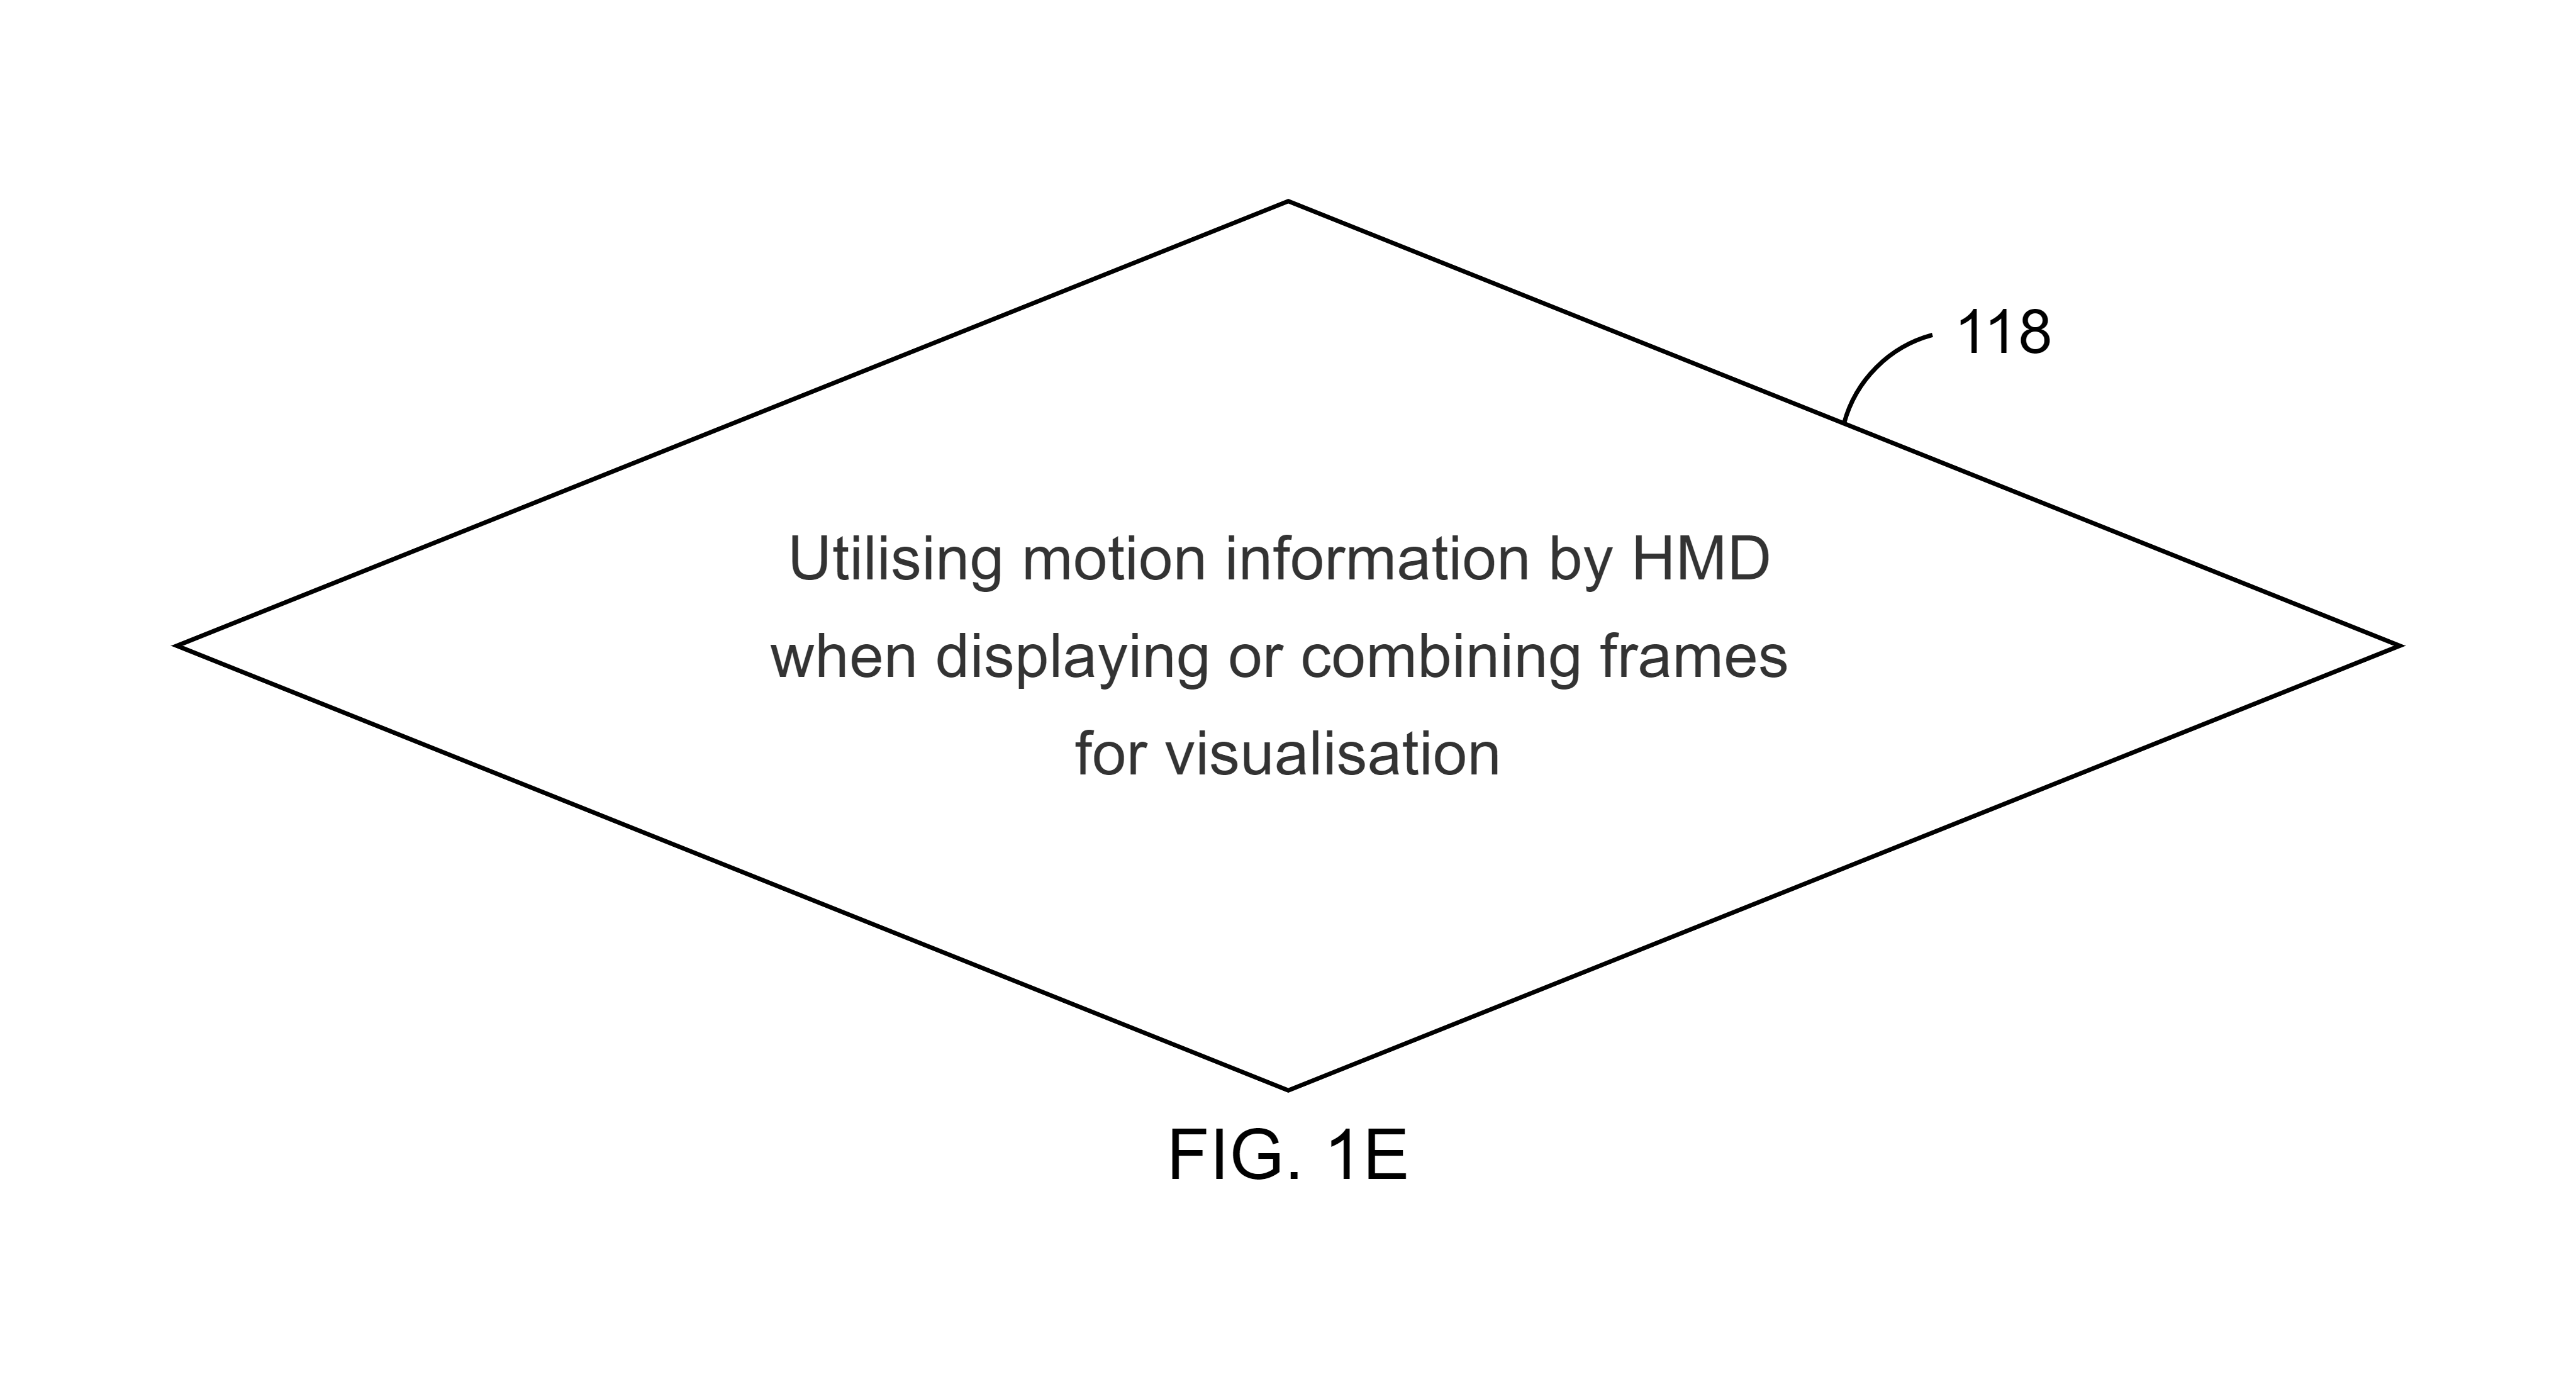 118
Utilising motion information by HMD
when displaying or combining frames
for visualisation
FIG. 1E